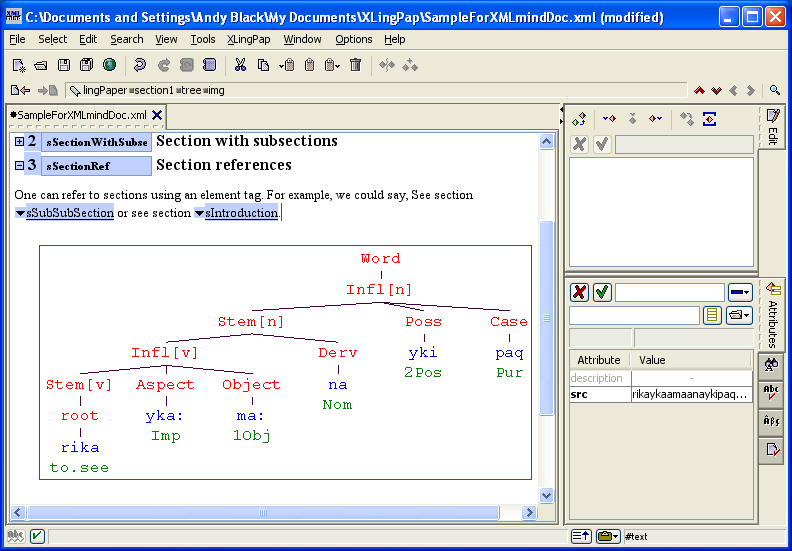 C:\Documents and Settings\Andy Black\My Documents\XLingPap\SampleForXMLmindDoc.xml (modified)
File Select Edit Search View Tools XLingPap Window Options Help
lingPaper section1 tree img
SampleForXMLmindDoc.xml
2 sSectionWithSubse Section with subsections
3 sSectionRef Section references
One can refer to sections using an element tag. For example, we could say, See section
sSubSubSection or see section sIntroduction.
Word
Infl[n]
Stem[n] Poss Case
Infl[v] Derv yki paq
Stem[v] Aspect Object na 2Pos Pur
root yka: ma: Nom
rika Imp 1Obj
to.see
Edit
Attributes
Attribute Value
description -
src rikaykaamaanaykipaq...
Abc
Äβç
Abc
#text